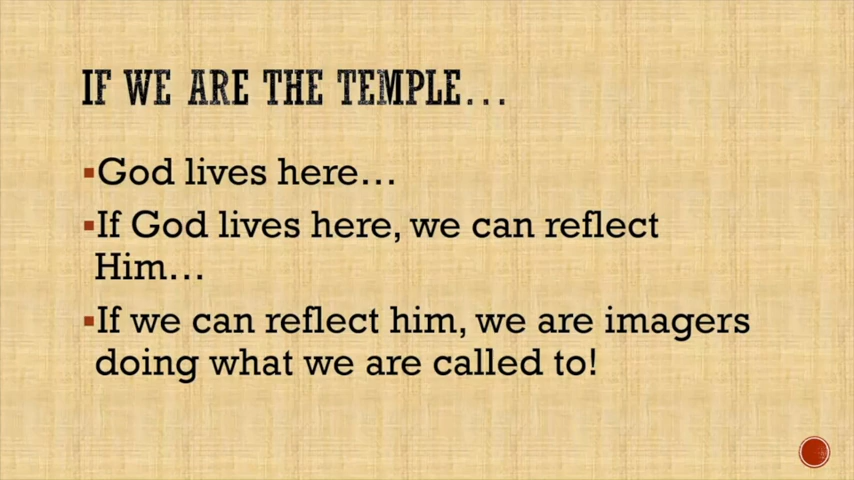 IF WE ARE THE TEMPLE...
▪God lives here...
▪If God lives here, we can reflect
Him...
▪If we can reflect him, we are imagers
doing what we are called to!